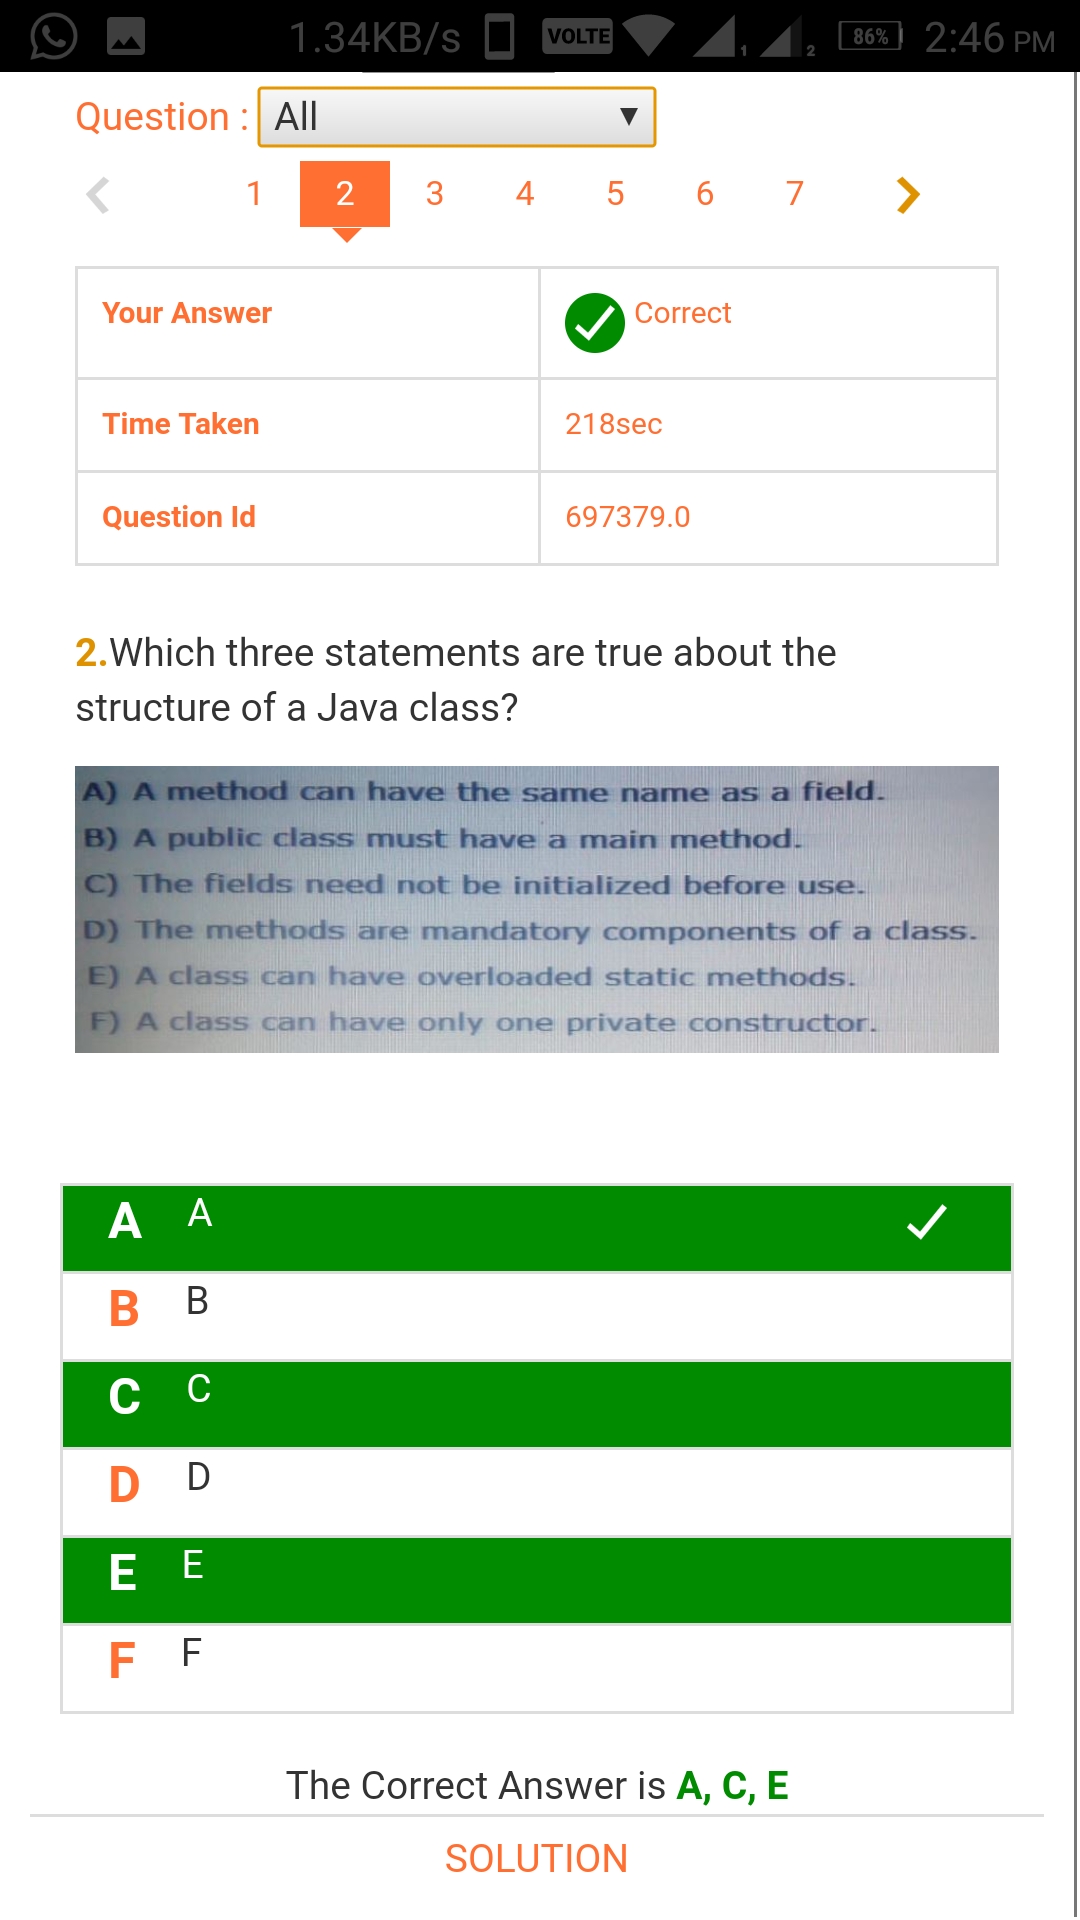 1.34KB/s VOLTE 1 2 86% 2:46 PM
Question : All
1 2 3 4 5 6 7
Your Answer Correct
Time Taken 218sec
Question Id 697379.0
2.Which three statements are true about the
structure of a Java class?
A) A method can have the same name as a field.
B) A public class must have a main method.
C) The fields need not be initialized before use.
D) The methods are mandatory components of a class.
E) A class can have overloaded static methods.
F) A class can have only one private constructor.
A A
B B
C C
D D
E E
F F
The Correct Answer is A, C, E
SOLUTION